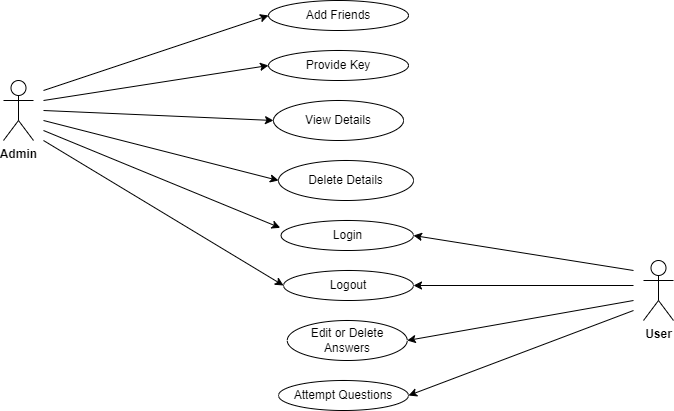 Add Friends
Provide Key
View Details
Admin
Delete Details
Login
Logout
Edit or Delete
Answers
User
Attempt Questions